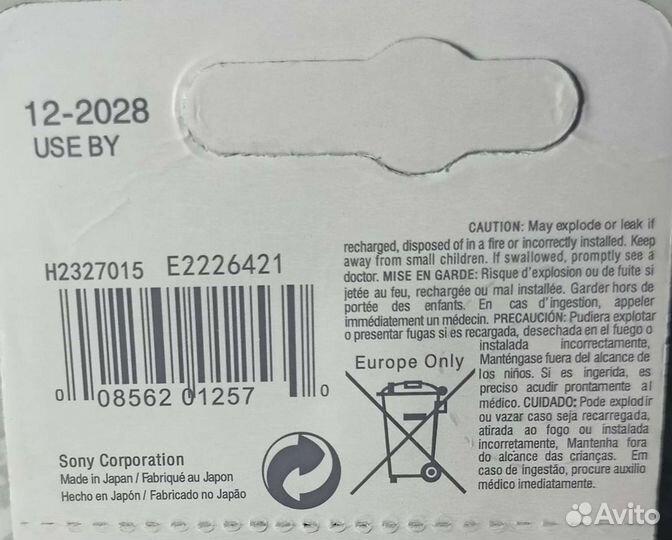 12-2028
USE BY
H2327015 E2226421
0 08562 01257 0
Sony Corporation
Made in Japan / Fabriqué au Japon
Hecho en Japón / Fabricado no Japão
CAUTION: May explode or leak if
recharged, disposed of in a fire or incorrectly installed. Keep
away from small children. If swallowed, promptly see a
doctor. MISE EN GARDE: Risque d'explosion ou de fuite si
jetée au feu, rechargée ou mal installée. Garder hors de
portée des enfants. En cas d'ingestion, appeler
immédiatement un médecin. PRECAUCIÓN: Pudiera explotar
o presentar fugas si es recargada, desechada en el fuego o
instalada incorrectamente,
Manténgase fuera del alcance de
los niños. Si es ingerida, es
preciso acudir prontamente al
médico. CUIDADO: Pode explodir
ou vazar caso seja recarregada,
atirada ao fogo ou instalada
incorretamente, Mantenha fora
do alcance das crianças. Em
caso de ingestão, procure auxilio
médico imediatamente.
Europe Only
Avito